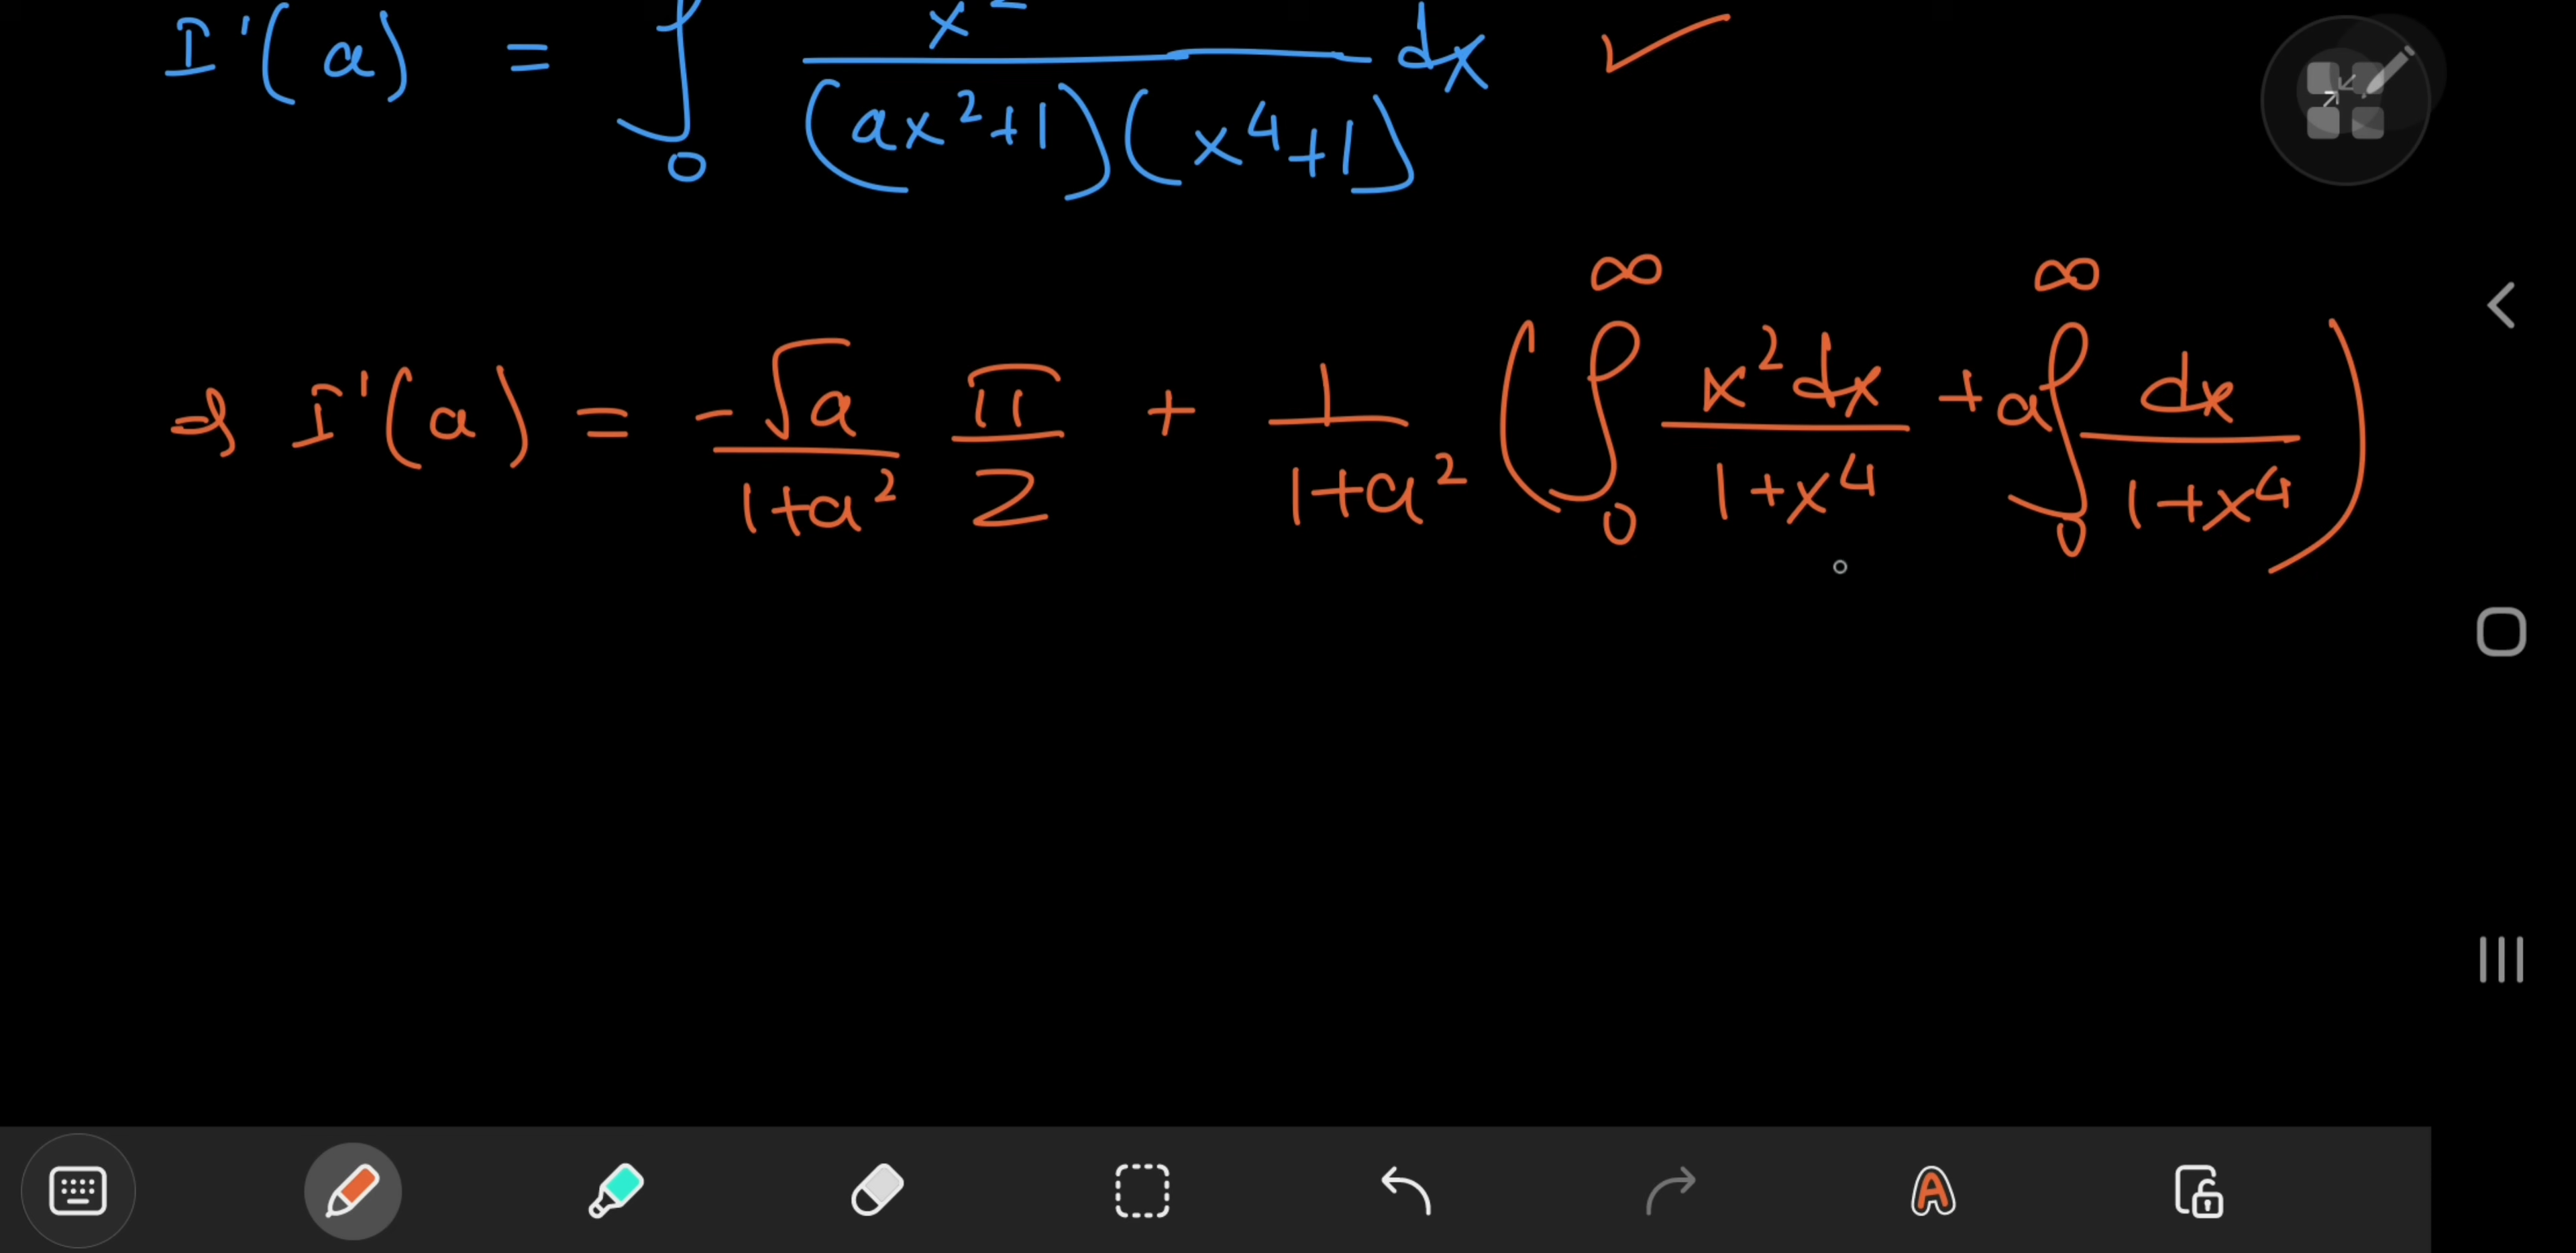 I'(a) = ∫₀ x²/((ax²+1)(x⁴+1)) dx ✓
⇒ I'(a) = -√a/(1+a²) π/2 + 1/(1+a²) (∫₀^∞ x²dx/(1+x⁴) + a∫₀^∞ dx/(1+x⁴))
A